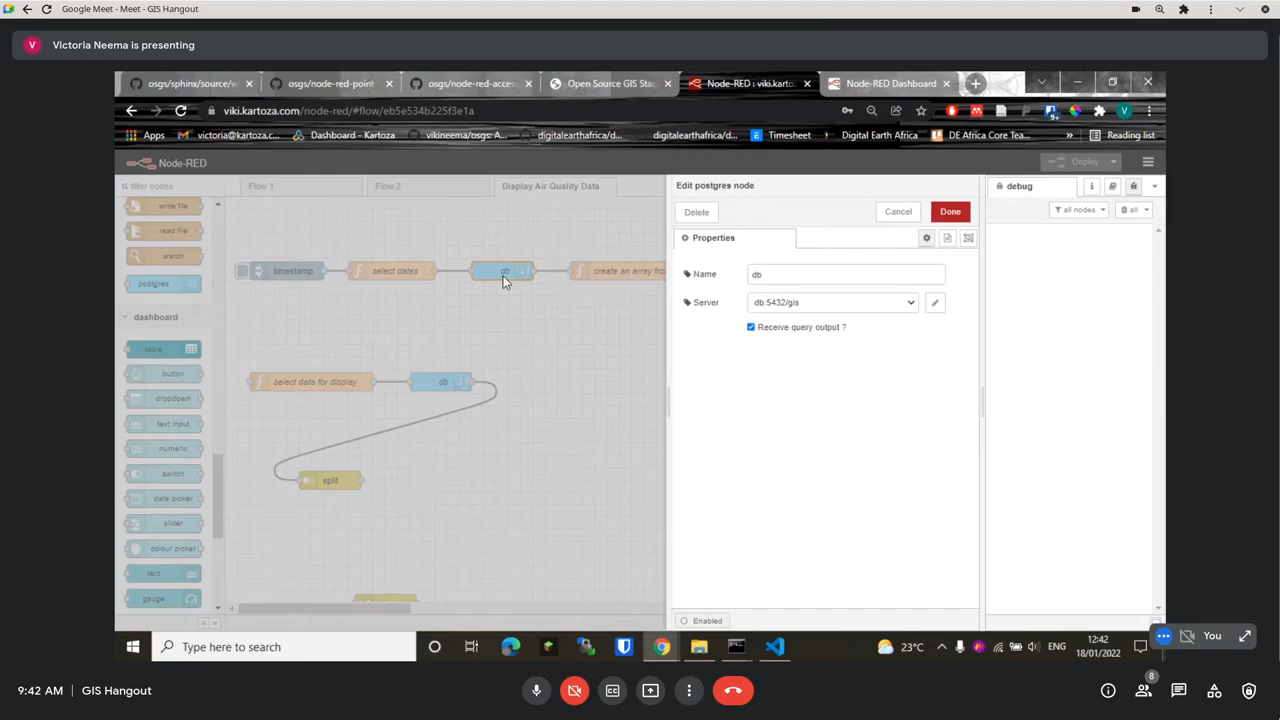 Google Meet - Meet - GIS Hangout
V
Victoria Neema is presenting
osgs/sphinx/source/w
osgs/node-red-point
osgs/node-red-acces
Open Source GIS Stac
Node-RED : viki.karto
Node-RED Dashboard
viki.kartoza.com/node-red/#flow/eb5e534b225f3e1a
V
9+
Apps
victoria@kartoza.c...
Dashboard - Kartoza
vikineema/osgs: A...
digitalearthafrica/d...
digitalearthafrica/d...
E
Timesheet
Digital Earth Africa
DE Africa Core Tea...
»
Reading list
Node-RED
Deploy
filter nodes
Flow 1
Flow 2
Display Air Quality Data
Edit postgres node
debug
i
Delete
Cancel
Done
all nodes
all
write file
read file
watch
postgres
Properties
timestamp
select dates
db
create an array fro
Name
db
Server
db:5432/gis
Receive query output ?
dashboard
table
button
dropdown
text input
numeric
switch
date picker
slider
colour picker
text
gauge
select data for display
db
split
Enabled
You
Type here to search
23°C
ENG
12:42
18/01/2022
9:42 AM
GIS Hangout
CC
8